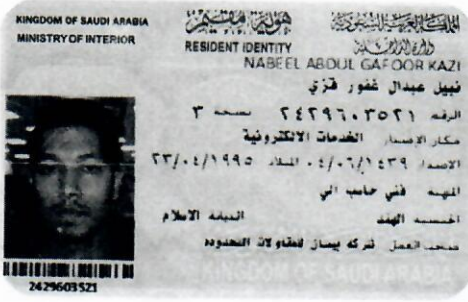 KINGDOM OF SAUDI ARABIA
MINISTRY OF INTERIOR
هوية مقيم
RESIDENT IDENTITY
المملكة العربية السعودية
وزارة الداخلية
NABEEL ABDUL GAFOOR KAZI
نبيل عبدال غفور قزي
الرقم ٢٤٢٩٦٠٣٥٢١ نسخة ٣
مكان الإصدار الخدمات الالكترونية
الاصدار ٠٤/٠٦/١٤٣٩ الميلاد ٢٣/٠٤/١٩٩٥
المهنة فني حاسب الي
الجنسية الهند الديانة الاسلام
صاحب العمل شركة بيسان للمقاولات المحدوده
2429603521
KINGDOM OF SAUDI ARABIA